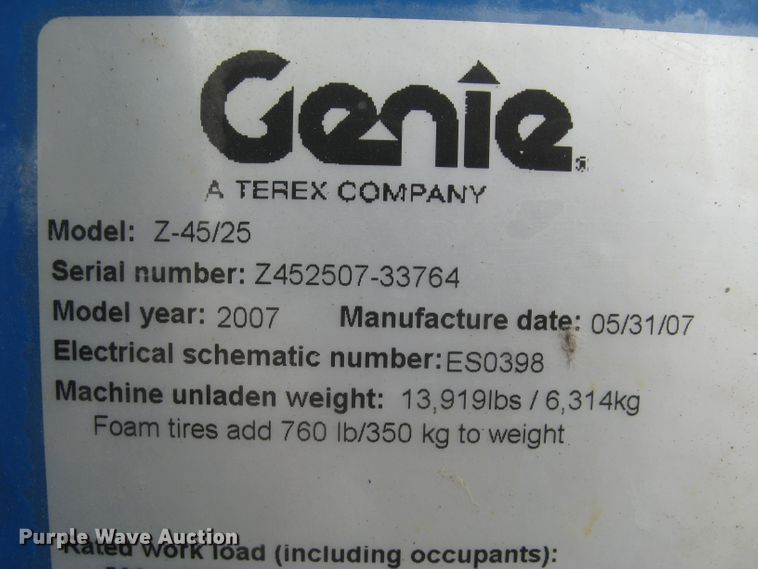 Genie
A TEREX COMPANY
Model: Z-45/25
Serial number: Z452507-33764
Model year: 2007 Manufacture date: 05/31/07
Electrical schematic number:ES0398
Machine unladen weight: 13,919lbs / 6,314kg
Foam tires add 760 lb/350 kg to weight
Purple Wave Auction
Rated work load (including occupants):